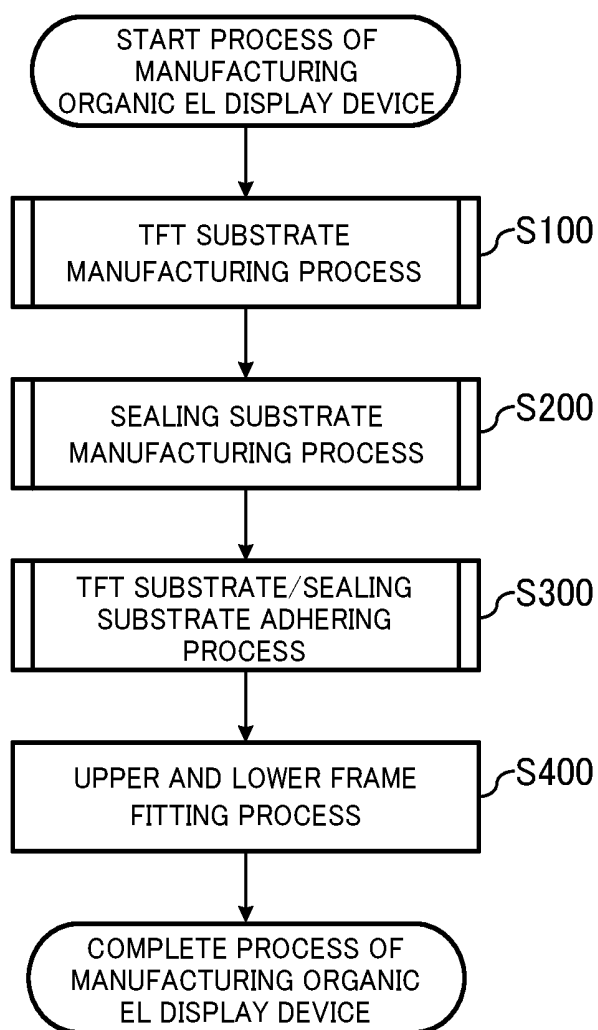 START PROCESS OF
MANUFACTURING
ORGANIC EL DISPLAY DEVICE
TFT SUBSTRATE
MANUFACTURING PROCESS
S100
SEALING SUBSTRATE
MANUFACTURING PROCESS
S200
TFT SUBSTRATE/SEALING
SUBSTRATE ADHERING
PROCESS
S300
UPPER AND LOWER FRAME
FITTING PROCESS
S400
COMPLETE PROCESS OF
MANUFACTURING ORGANIC
EL DISPLAY DEVICE